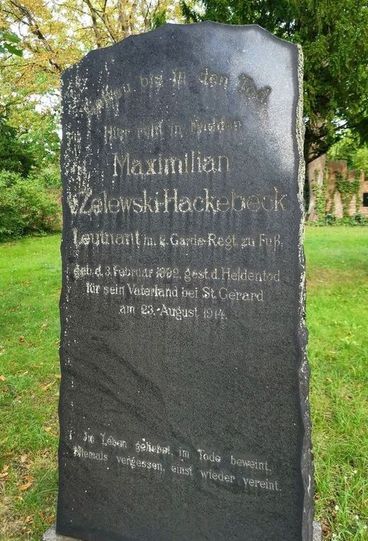 Getreu bis in den Tod
Hier ruht in Frieden
Maximilian
v. Zelewski-Hackebeck
Leutnant im 2. Garde-Regt. zu Fuß,
geb. d. 3. Februar 1892, gest. d. Heldentod
für sein Vaterland bei St. Gérard
am 23. August 1914.
Im Leben geliebet, im Tode beweint,
Niemals vergessen, einst wieder vereint.